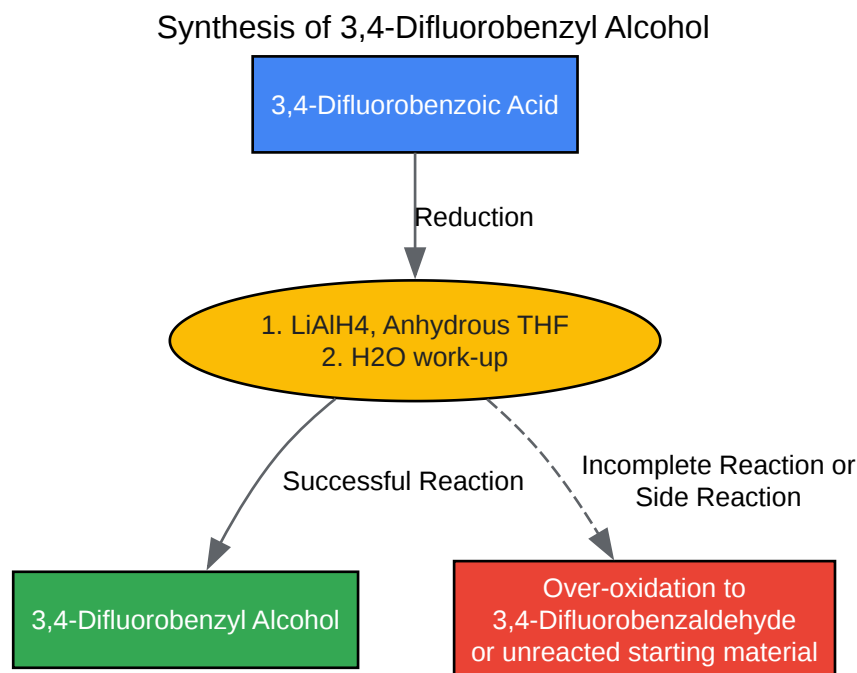 Synthesis of 3,4-Difluorobenzyl Alcohol
3,4-Difluorobenzoic Acid
Reduction
1. LiAlH4, Anhydrous THF
2. H2O work-up
Successful Reaction
Incomplete Reaction or
Side Reaction
3,4-Difluorobenzyl Alcohol
Over-oxidation to
3,4-Difluorobenzaldehyde
or unreacted starting material